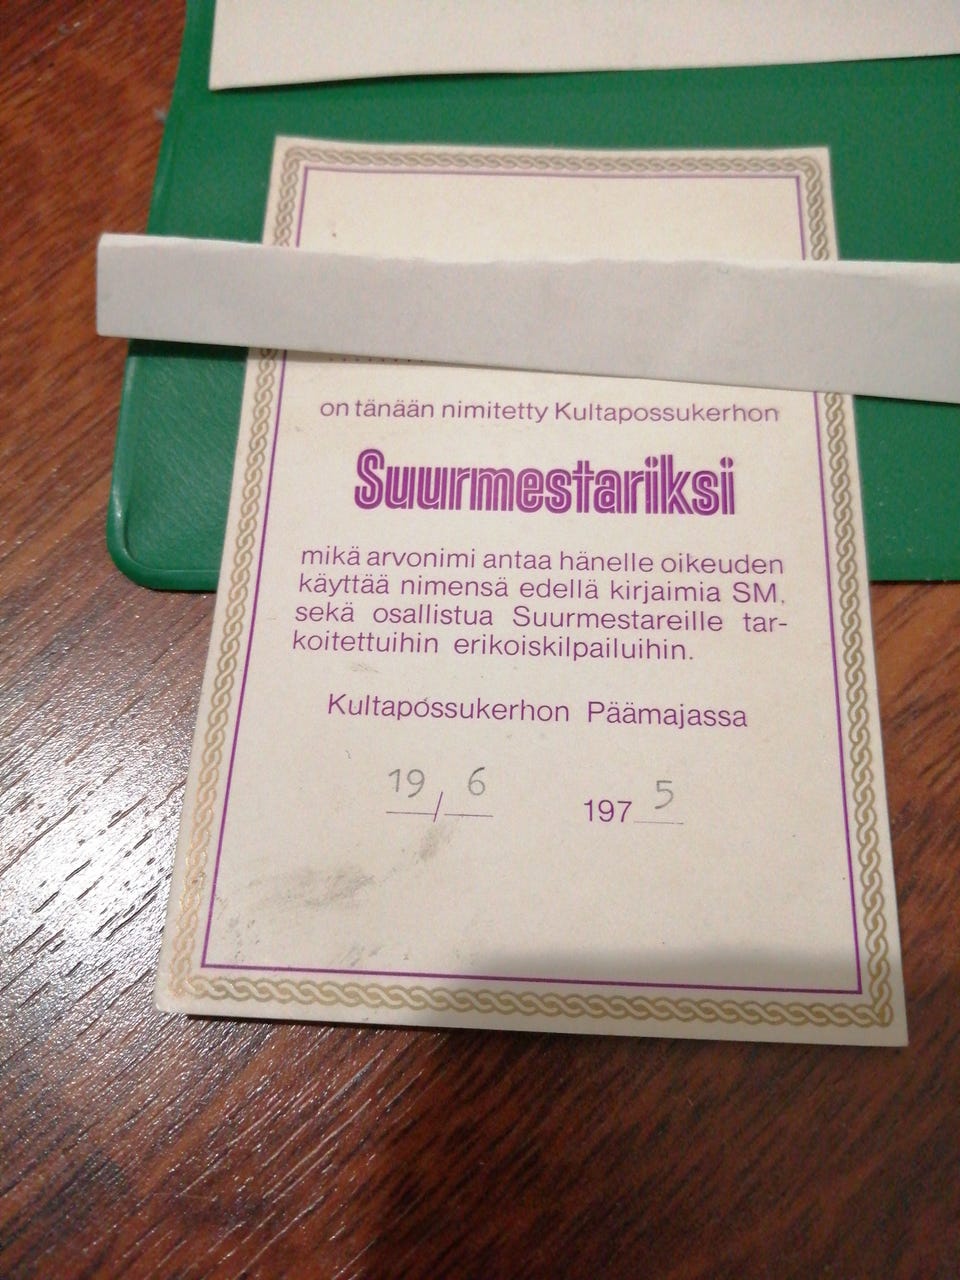 on tänään nimitetty Kultapossukerhon
Suurmestariksi
mikä arvonimi antaa hänelle oikeuden
käyttää nimensä edellä kirjaimia SM,
sekä osallistua Suurmestareille tar-
koitettuihin erikoiskilpailuihin.
Kultapossukerhon Päämajassa
19 / 6 1975